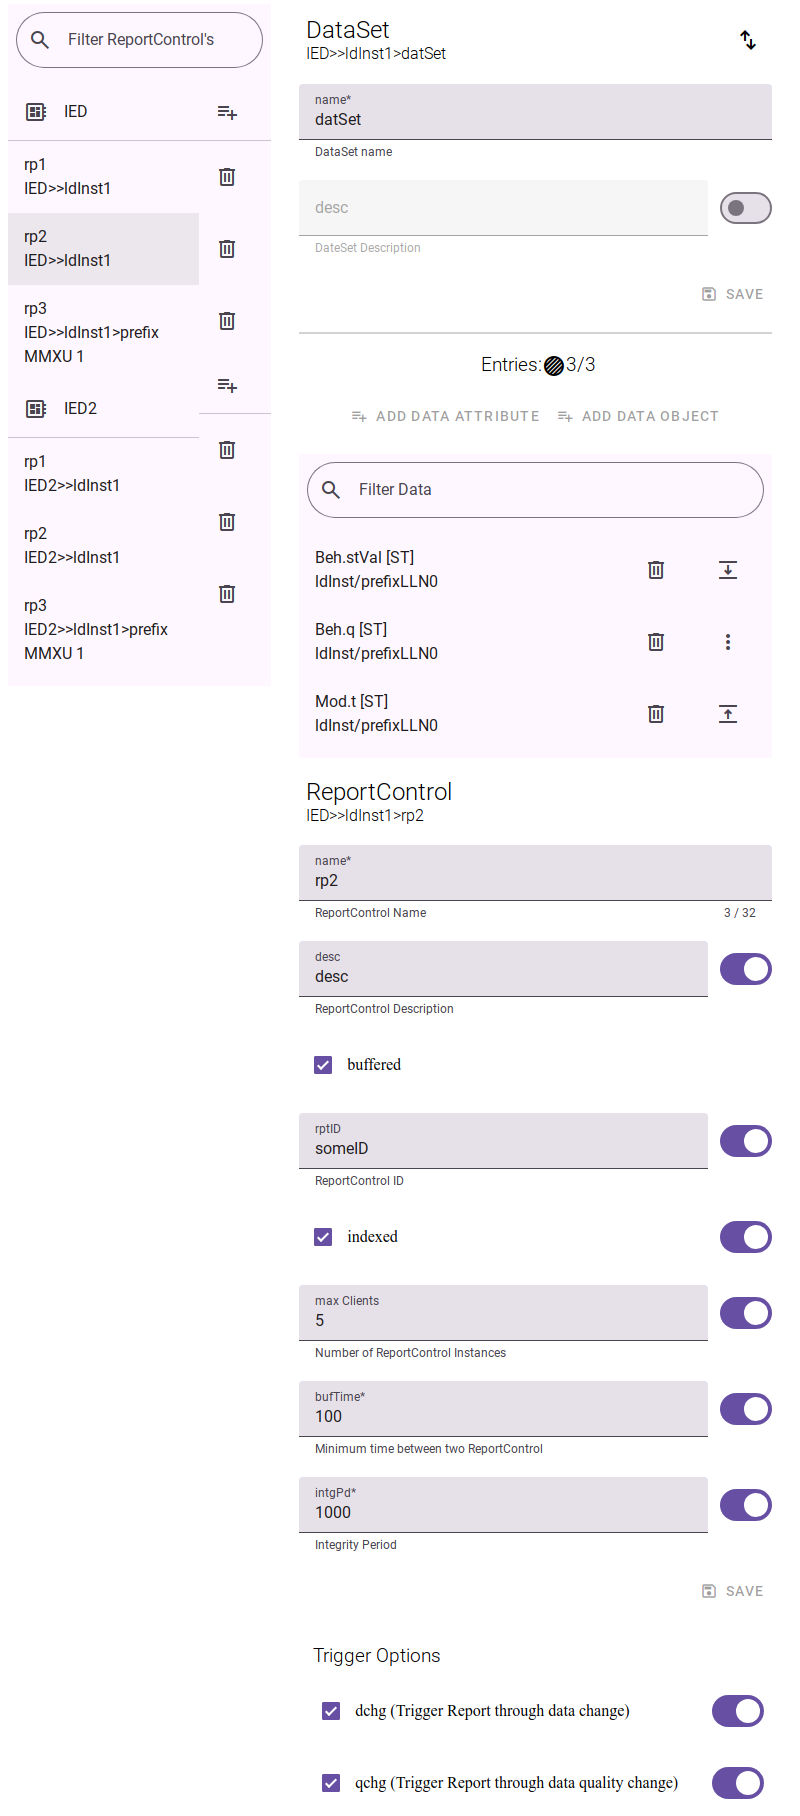 Filter ReportControl's
IED
rp1
IED>>ldInst1
rp2
IED>>ldInst1
rp3
IED>>ldInst1>prefix
MMXU 1
IED2
rp1
IED2>>ldInst1
rp2
IED2>>ldInst1
rp3
IED2>>ldInst1>prefix
MMXU 1
DataSet
IED>>ldInst1>datSet
name*
datSet
DataSet name
desc
DateSet Description
SAVE
Entries: 3/3
ADD DATA ATTRIBUTE ADD DATA OBJECT
Filter Data
Beh.stVal [ST]
ldInst/prefixLLN0
Beh.q [ST]
ldInst/prefixLLN0
Mod.t [ST]
ldInst/prefixLLN0
ReportControl
IED>>ldInst1>rp2
name*
rp2
ReportControl Name 3 / 32
desc
desc
ReportControl Description
buffered
rptID
someID
ReportControl ID
indexed
max Clients
5
Number of ReportControl Instances
bufTime*
100
Minimum time between two ReportControl
intgPd*
1000
Integrity Period
SAVE
Trigger Options
dchg (Trigger Report through data change)
qchg (Trigger Report through data quality change)